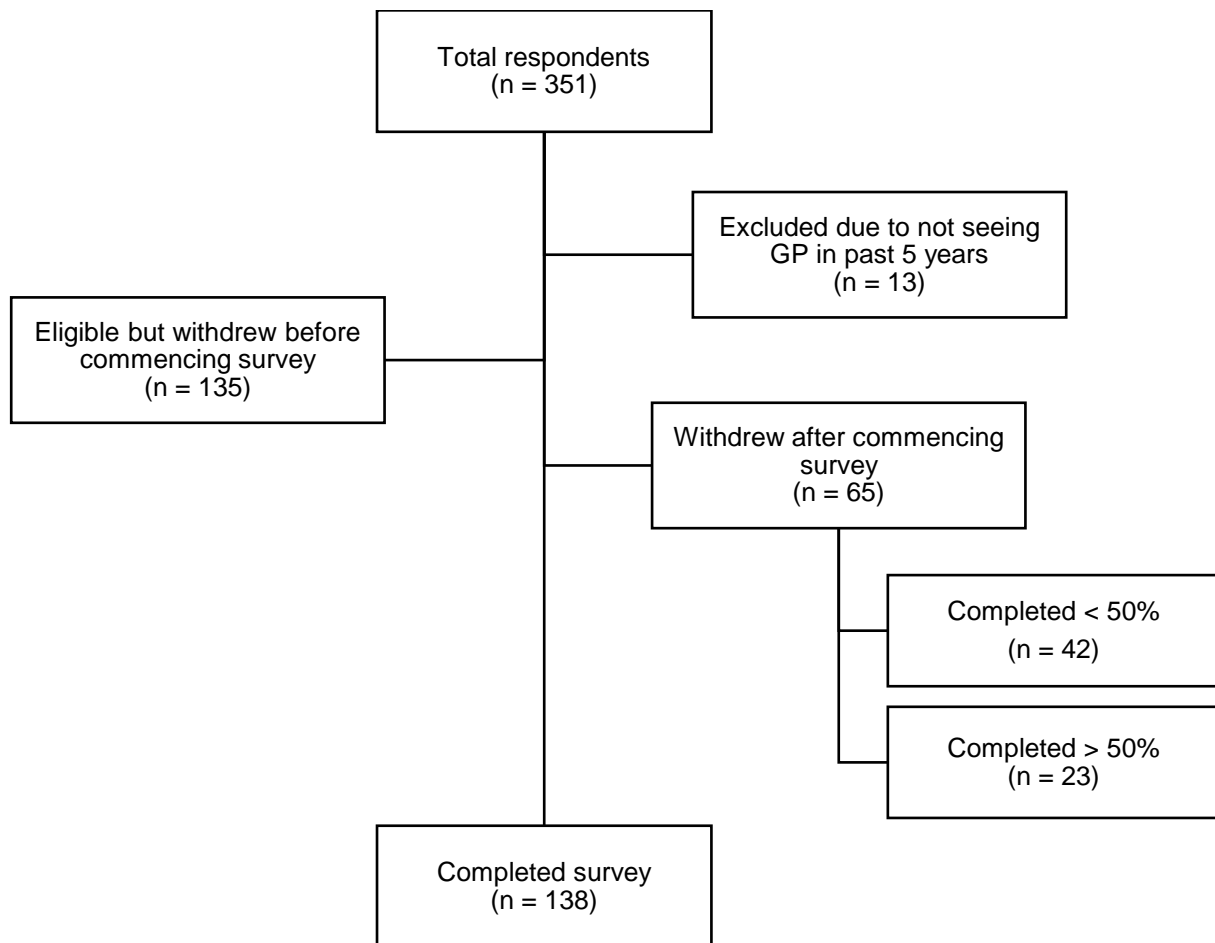 Total respondents
(n = 351)
Excluded due to not seeing
GP in past 5 years
(n = 13)
Eligible but withdrew before
commencing survey
(n = 135)
Withdrew after commencing
survey
(n = 65)
Completed < 50%
(n = 42)
Completed > 50%
(n = 23)
Completed survey
(n = 138)